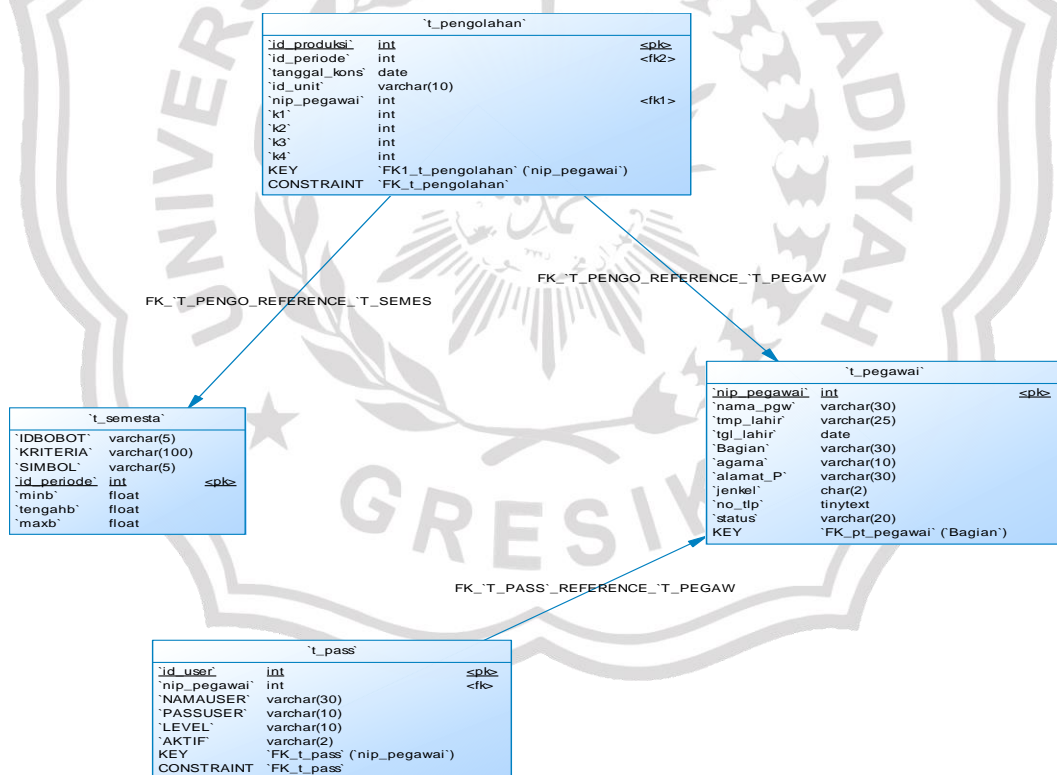 `t_pengolahan`
`id_produksi` int <pk>
`id_periode` int <fk2>
`tanggal_kons` date
`id_unit` varchar(10)
`nip_pegawai` int <fk1>
`k1` int
`k2` int
`k3` int
`k4` int
KEY `FK1_t_pengolahan` (`nip_pegawai`)
CONSTRAINT `FK_t_pengolahan`
FK_`T_PENGO_REFERENCE_`T_SEMES
FK_`T_PENGO_REFERENCE_`T_PEGAW
`t_semesta`
`IDBOBOT` varchar(5)
`KRITERIA` varchar(100)
`SIMBOL` varchar(5)
`id_periode` int <pk>
`minb` float
`tengahb` float
`maxb` float
`t_pegawai`
`nip_pegawai` int <pk>
`nama_pgw` varchar(30)
`tmp_lahir` varchar(25)
`tgl_lahir` date
`Bagian` varchar(30)
`agama` varchar(10)
`alamat_P` varchar(30)
`jenkel` char(2)
`no_tlp` tinytext
`status` varchar(20)
KEY `FK_pt_pegawai` (`Bagian`)
FK_`T_PASS`_REFERENCE_`T_PEGAW
`t_pass`
`id_user` int <pk>
`nip_pegawai` int <fk>
`NAMAUSER` varchar(30)
`PASSUSER` varchar(10)
`LEVEL` varchar(10)
`AKTIF` varchar(2)
KEY `FK_t_pass` (`nip_pegawai`)
CONSTRAINT `FK_t_pass`
GRESIK